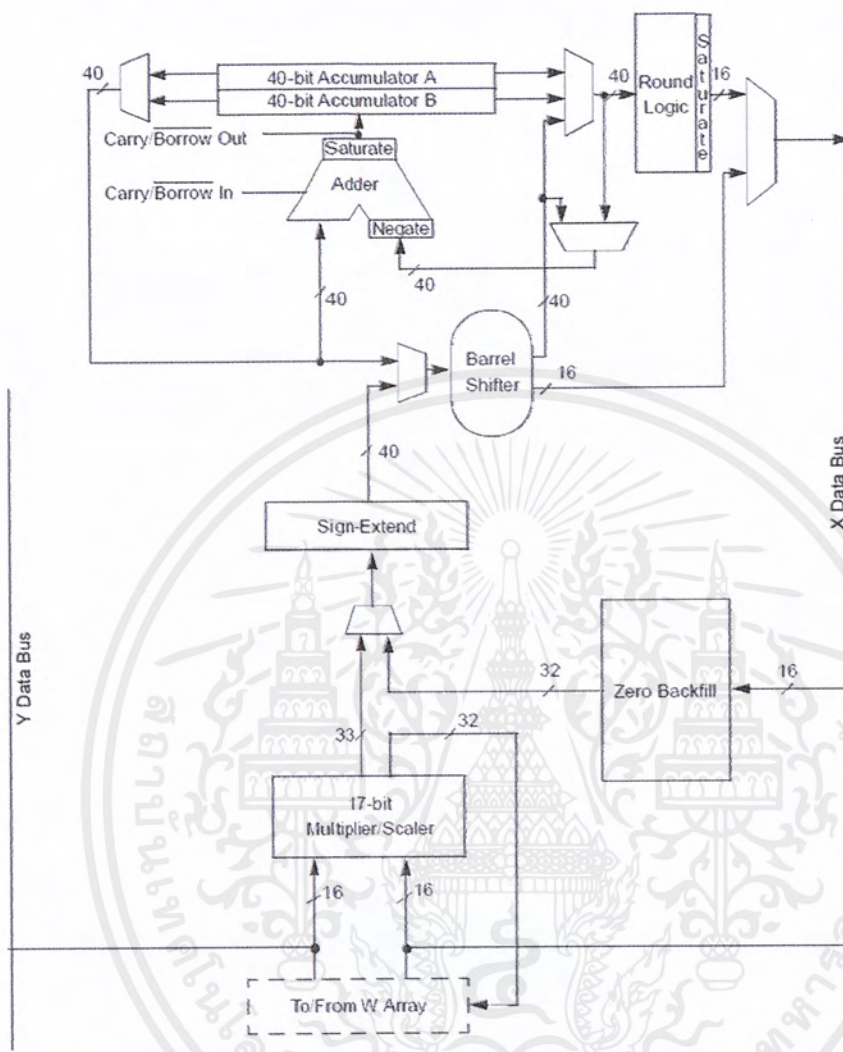 40
40-bit Accumulator A
40-bit Accumulator B
Carry/Borrow Out
Saturate
Carry/Borrow In
Adder
Negate
40
Round
Logic
Saturate
16
40
40
40
Barrel
Shifter
16
40
Sign-Extend
X Data Bus
Y Data Bus
32
Zero Backfill
16
33
32
17-bit
Multiplier/Scaler
16
16
To/From W Array